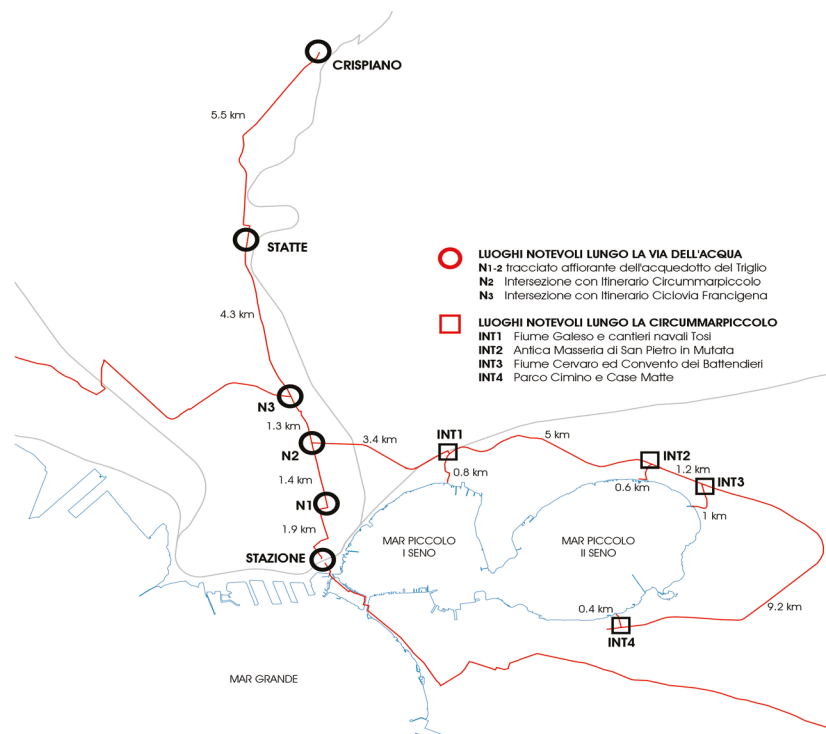 CRISPIANO
5.5 km
STATTE
LUOGHI NOTEVOLI LUNGO LA VIA DELL'ACQUA
N1-2 tracciato affiorante dell'acquedotto del Triglio
N2 Intersezione con Itinerario Circummarpiccolo
N3 Intersezione con Itinerario Ciclovia Francigena
LUOGHI NOTEVOLI LUNGO LA CIRCUMMARPICCOLO
INT1 Fiume Galeso e cantieri navali Tosi
INT2 Antica Masseria di San Pietro in Mutata
INT3 Fiume Cervaro ed Convento dei Battendieri
INT4 Parco Cimino e Case Matte
4.3 km
N3
1.3 km
N2
3.4 km
INT1
5 km
INT2
1.2 km
INT3
0.8 km
0.6 km
1 km
1.4 km
N1
1.9 km
STAZIONE
MAR PICCOLO
I SENO
MAR PICCOLO
II SENO
0.4 km
9.2 km
INT4
MAR GRANDE